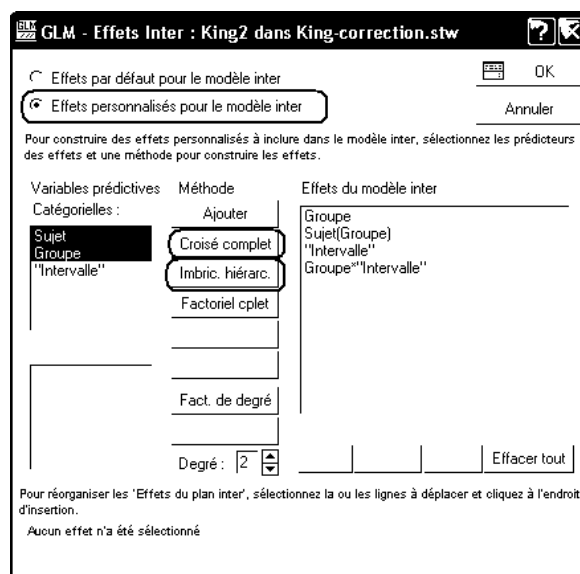 GLM - Effets Inter : King2 dans King-correction.stw
Effets par défaut pour le modèle inter
OK
Effets personnalisés pour le modèle inter
Annuler
Pour construire des effets personnalisés à inclure dans le modèle inter, sélectionnez les prédicteurs
des effets et une méthode pour construire les effets.
Variables prédictives
Méthode
Effets du modèle inter
Catégorielles :
Ajouter
Groupe
Sujet
Croisé complet
Sujet(Groupe)
Groupe
"Intervalle"
"Intervalle"
Imbric. hiérarc.
Groupe*"Intervalle"
Factoriel cplet
Fact. de degré
Degré : 2
Effacer tout
Pour réorganiser les 'Effets du plan inter', sélectionnez la ou les lignes à déplacer et cliquez à l'endroit
d'insertion.
Aucun effet n'a été sélectionné